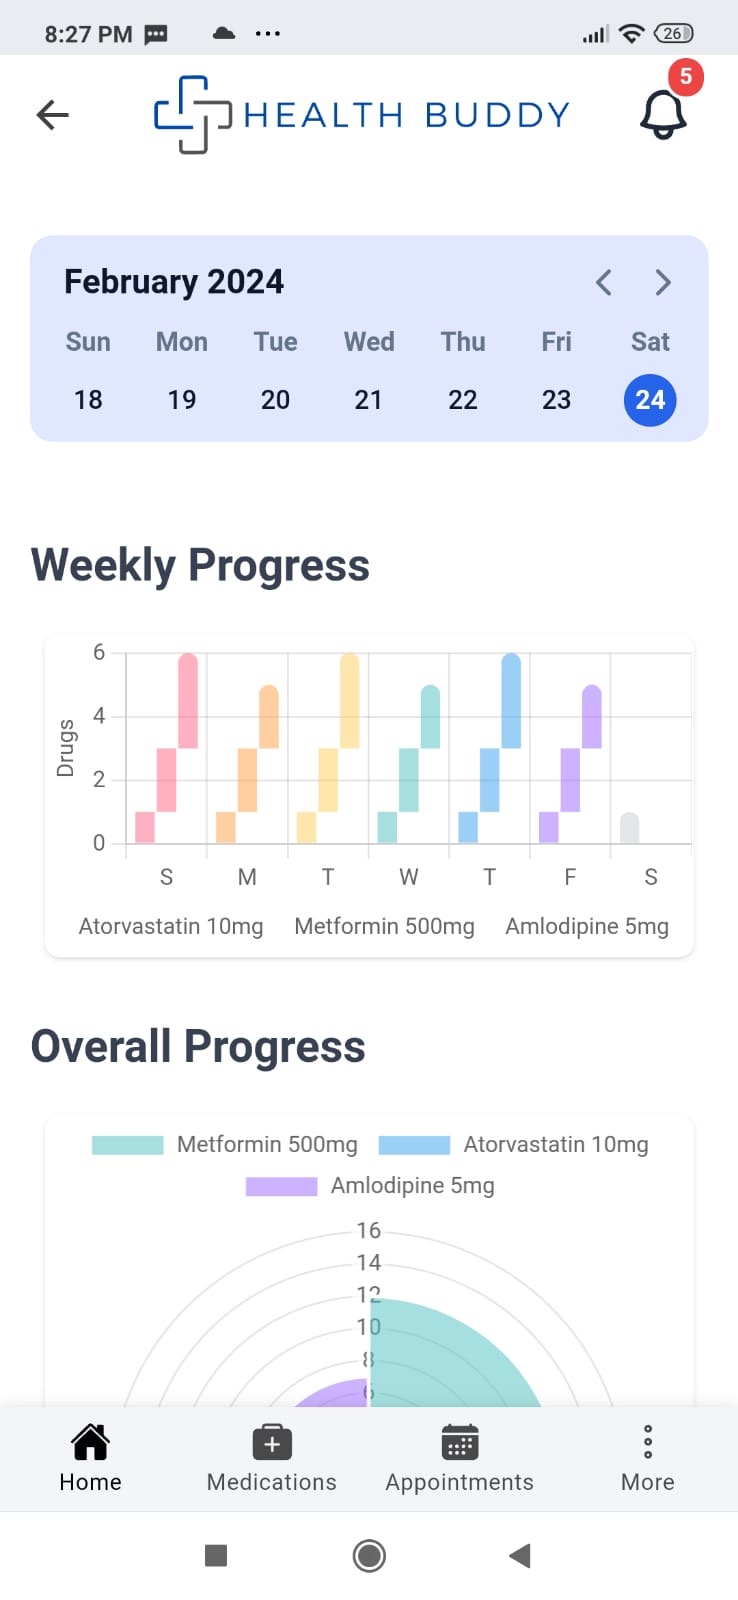 8:27 PM 26
HEALTH BUDDY 5
February 2024
Sun Mon Tue Wed Thu Fri Sat
18 19 20 21 22 23 24
Weekly Progress
6
4
2
0
Drugs
S M T W T F S
Atorvastatin 10mg Metformin 500mg Amlodipine 5mg
Overall Progress
Metformin 500mg Atorvastatin 10mg
Amlodipine 5mg
16
14
12
10
8
6
Home Medications Appointments More